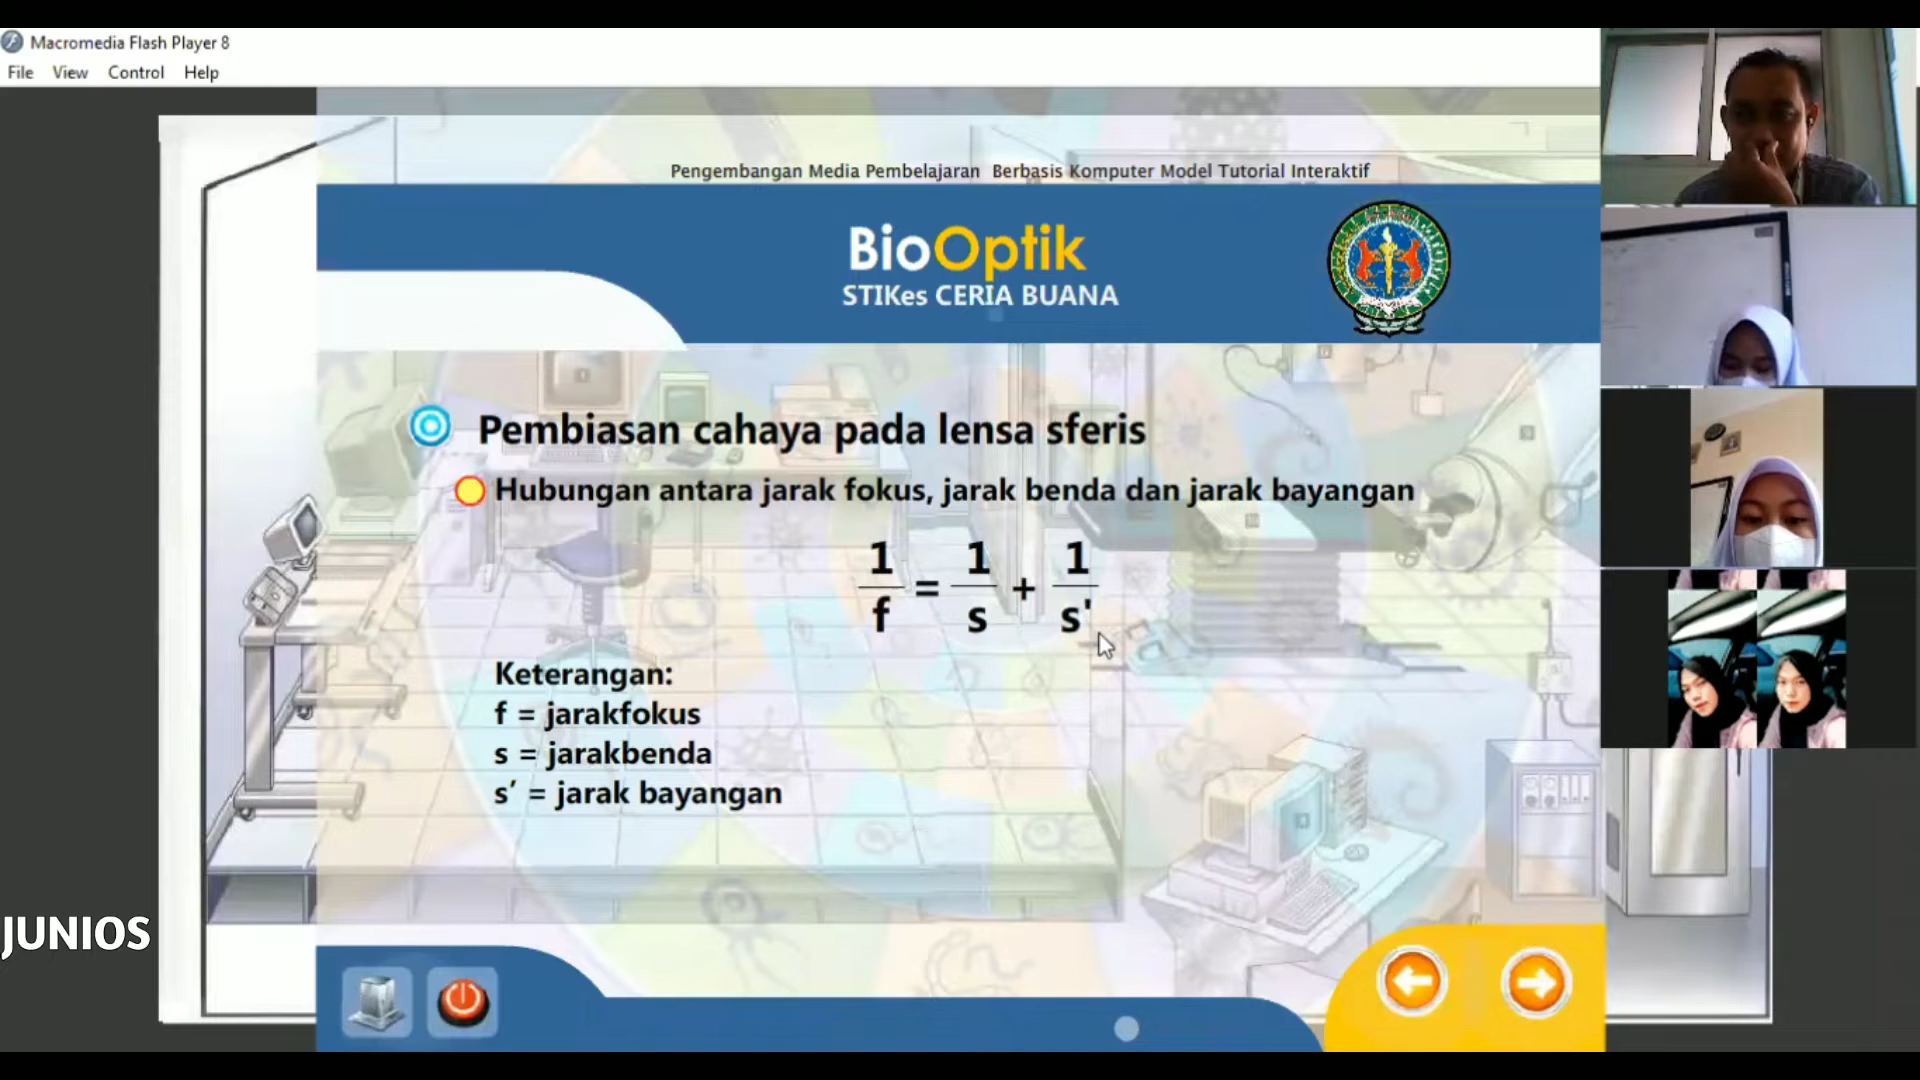 Macromedia Flash Player 8
File View Control Help
Pengembangan Media Pembelajaran Berbasis Komputer Model Tutorial Interaktif
BioOptik
STIKes CERIA BUANA
Pembiasan cahaya pada lensa sferis
Hubungan antara jarak fokus, jarak benda dan jarak bayangan
1/f = 1/s + 1/s'
Keterangan:
f = jarakfokus
s = jarakbenda
s' = jarak bayangan
JUNIOS